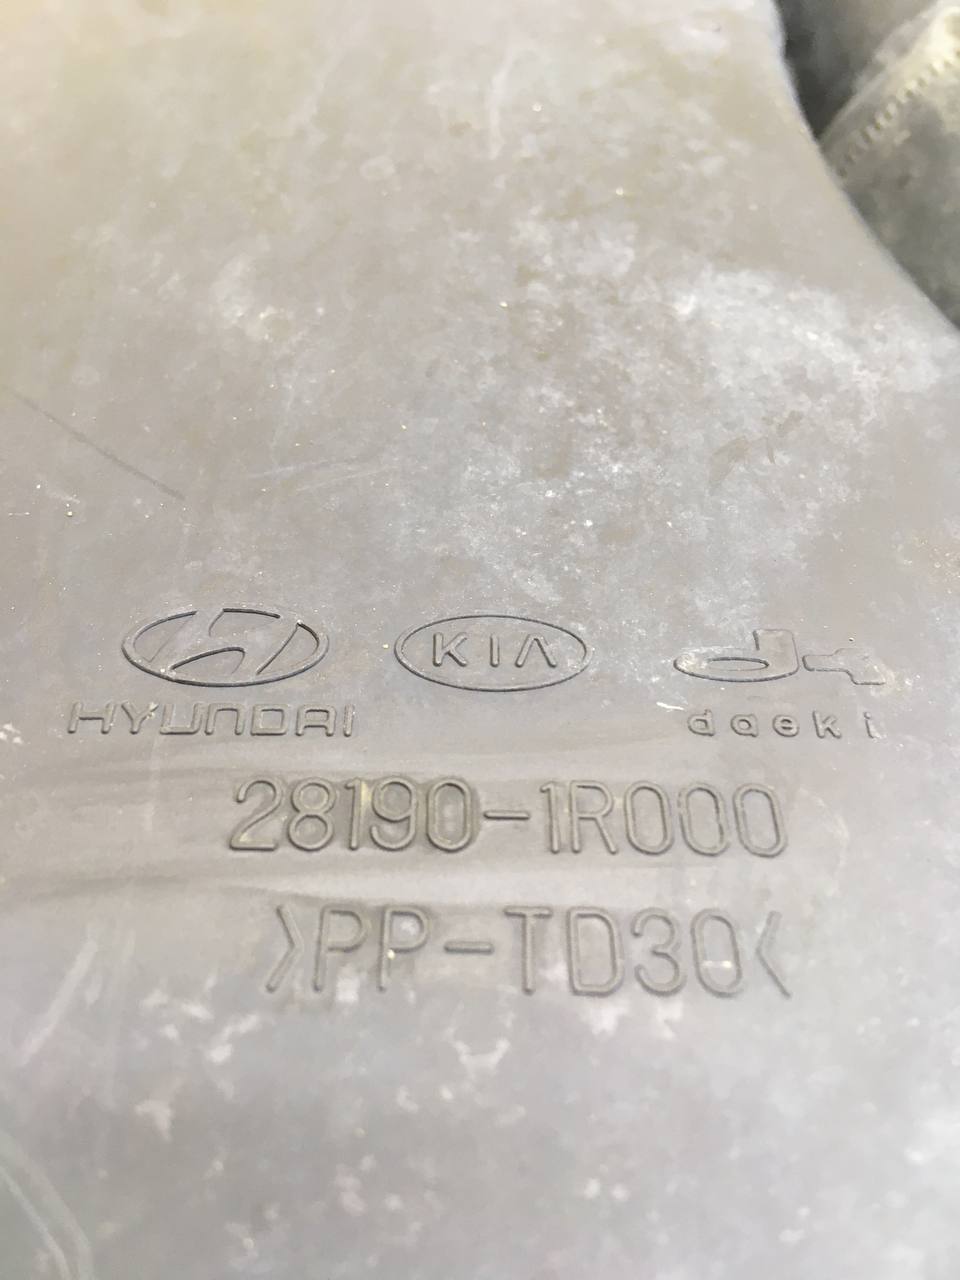 KIA
HYUNDAI
daeki
28190-1R000
>PP-TD30<